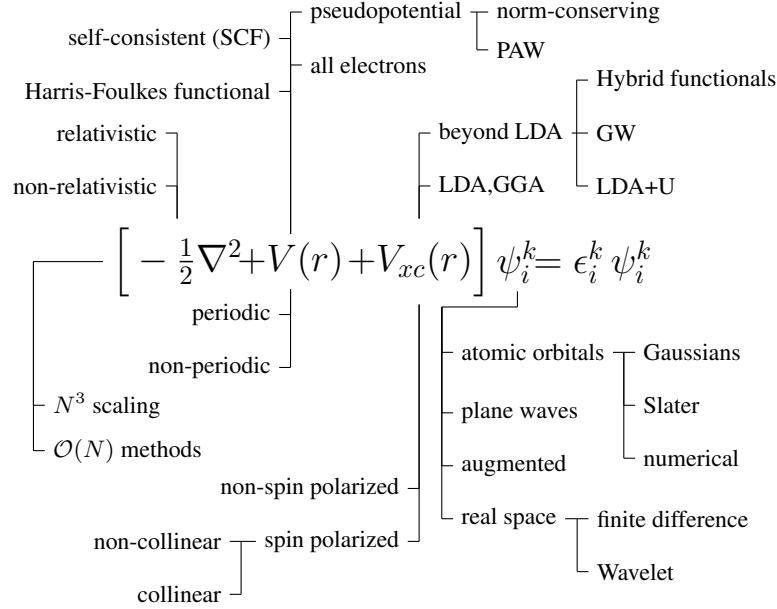 pseudopotential norm-conserving
self-consistent (SCF) PAW
all electrons
Harris-Foulkes functional Hybrid functionals
relativistic beyond LDA GW
non-relativistic LDA,GGA LDA+U
[ - 1/2 ∇² + V(r) + V_{xc}(r) ] ψ_i^k = ϵ_i^k ψ_i^k
periodic
non-periodic atomic orbitals Gaussians
N³ scaling plane waves Slater
O(N) methods augmented numerical
non-spin polarized
real space finite difference
non-collinear spin polarized
Wavelet
collinear